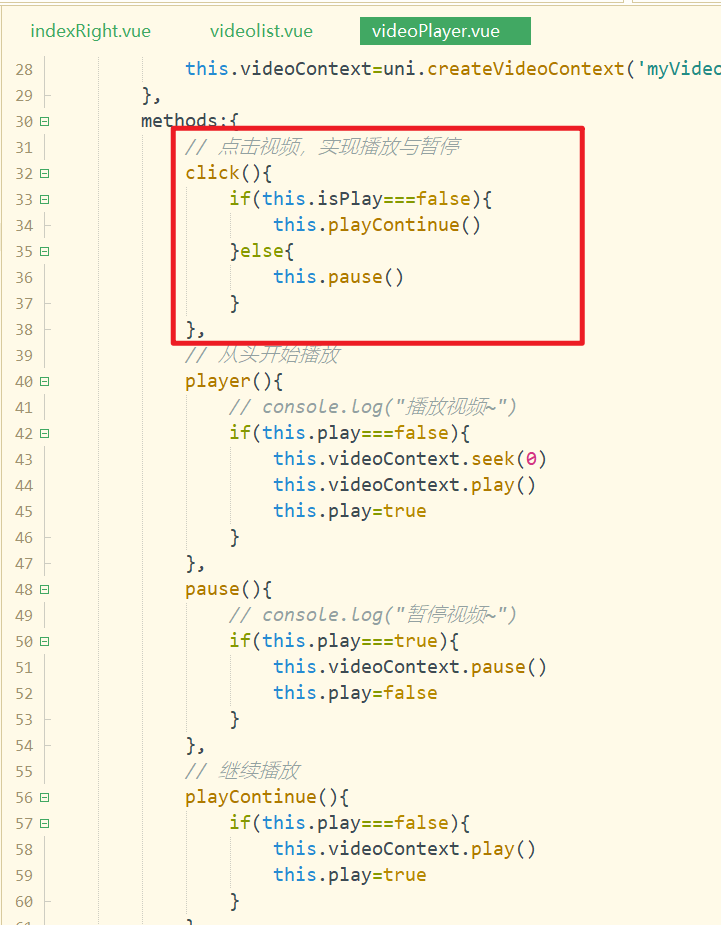 indexRight.vue videolist.vue videoPlayer.vue
28 this.videoContext=uni.createVideoContext('myVideo
29 },
30 methods:{
31 // 点击视频，实现播放与暂停
32 click(){
33 if(this.isPlay===false){
34 this.playContinue()
35 }else{
36 this.pause()
37 }
38 },
39 // 从头开始播放
40 player(){
41 // console.log("播放视频~")
42 if(this.play===false){
43 this.videoContext.seek(0)
44 this.videoContext.play()
45 this.play=true
46 }
47 },
48 pause(){
49 // console.log("暂停视频~")
50 if(this.play===true){
51 this.videoContext.pause()
52 this.play=false
53 }
54 },
55 // 继续播放
56 playContinue(){
57 if(this.play===false){
58 this.videoContext.play()
59 this.play=true
60 }